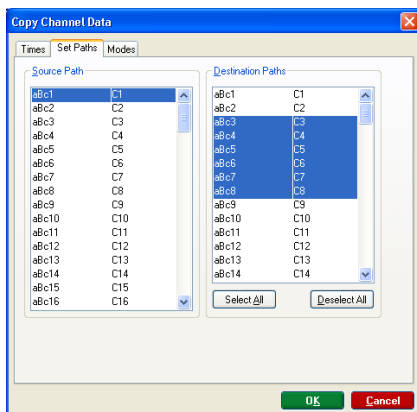 Copy Channel Data
Times Set Paths Modes
Source Path
aBc1 C1
aBc2 C2
aBc3 C3
aBc4 C4
aBc5 C5
aBc6 C6
aBc7 C7
aBc8 C8
aBc9 C9
aBc10 C10
aBc11 C11
aBc12 C12
aBc13 C13
aBc14 C14
aBc15 C15
aBc16 C16
Destination Paths
aBc1 C1
aBc2 C2
aBc3 C3
aBc4 C4
aBc5 C5
aBc6 C6
aBc7 C7
aBc8 C8
aBc9 C9
aBc10 C10
aBc11 C11
aBc12 C12
aBc13 C13
aBc14 C14
Select All Deselect All
OK Cancel